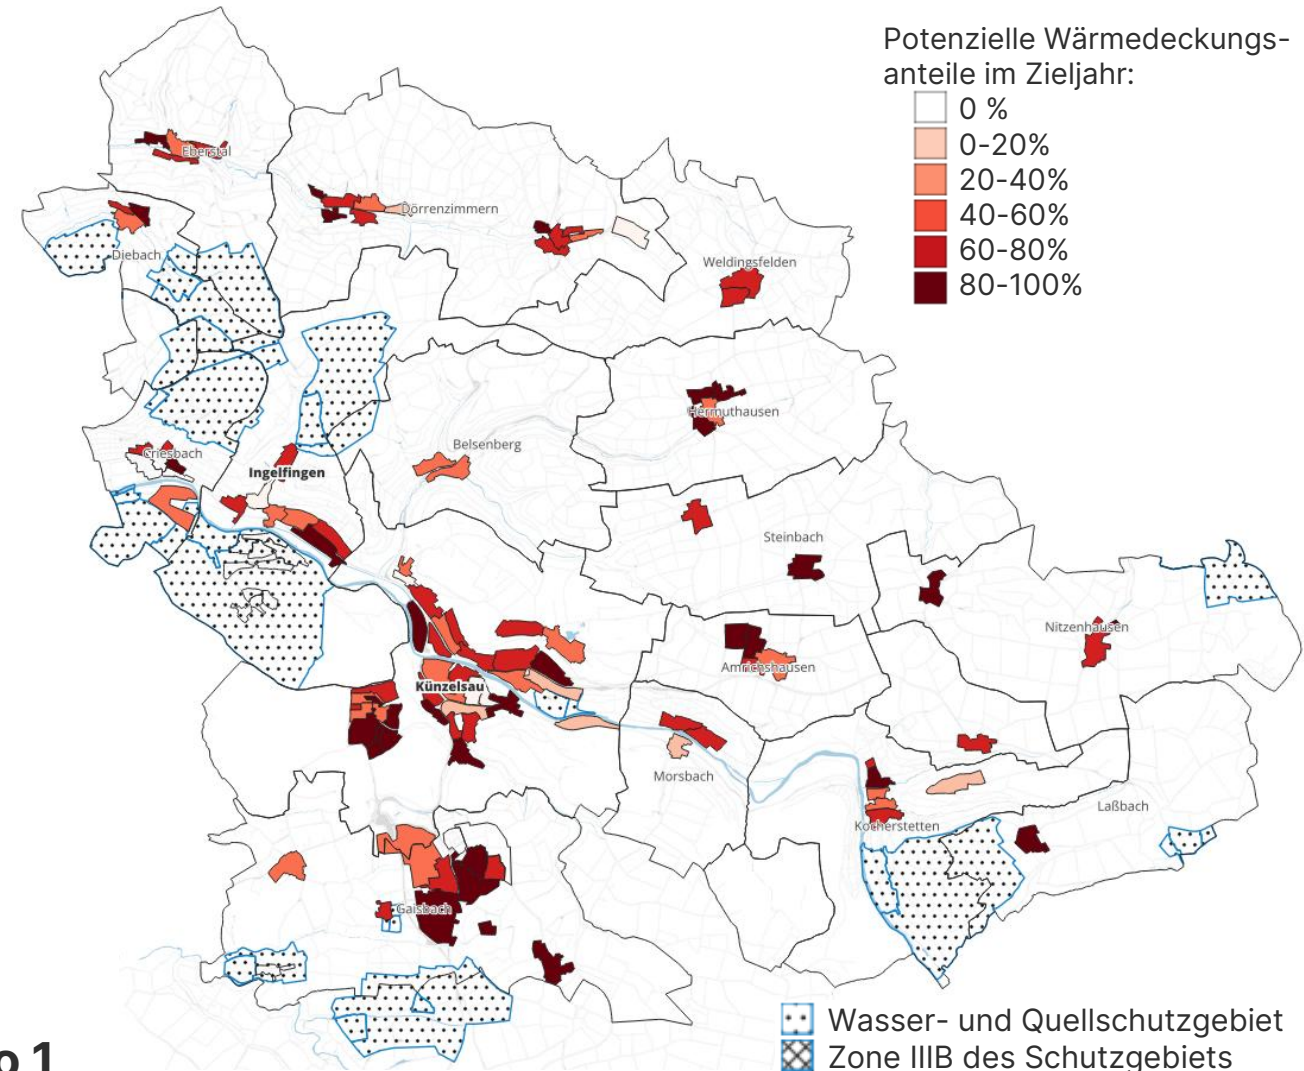 Potenzielle Wärmedeckungs-
anteile im Zieljahr:
0 %
0-20%
20-40%
40-60%
60-80%
80-100%
Eberstal
Dörrenzimmern
Diebach
Weldingsfelden
Hermuthausen
Criesbach
Belsenberg
Ingelfingen
Steinbach
Nitzenhausen
Amrichshausen
Künzelsau
Morsbach
Laßbach
Kocherstetten
Gaisbach
Wasser- und Quellschutzgebiet
Zone IIIB des Schutzgebiets
o 1